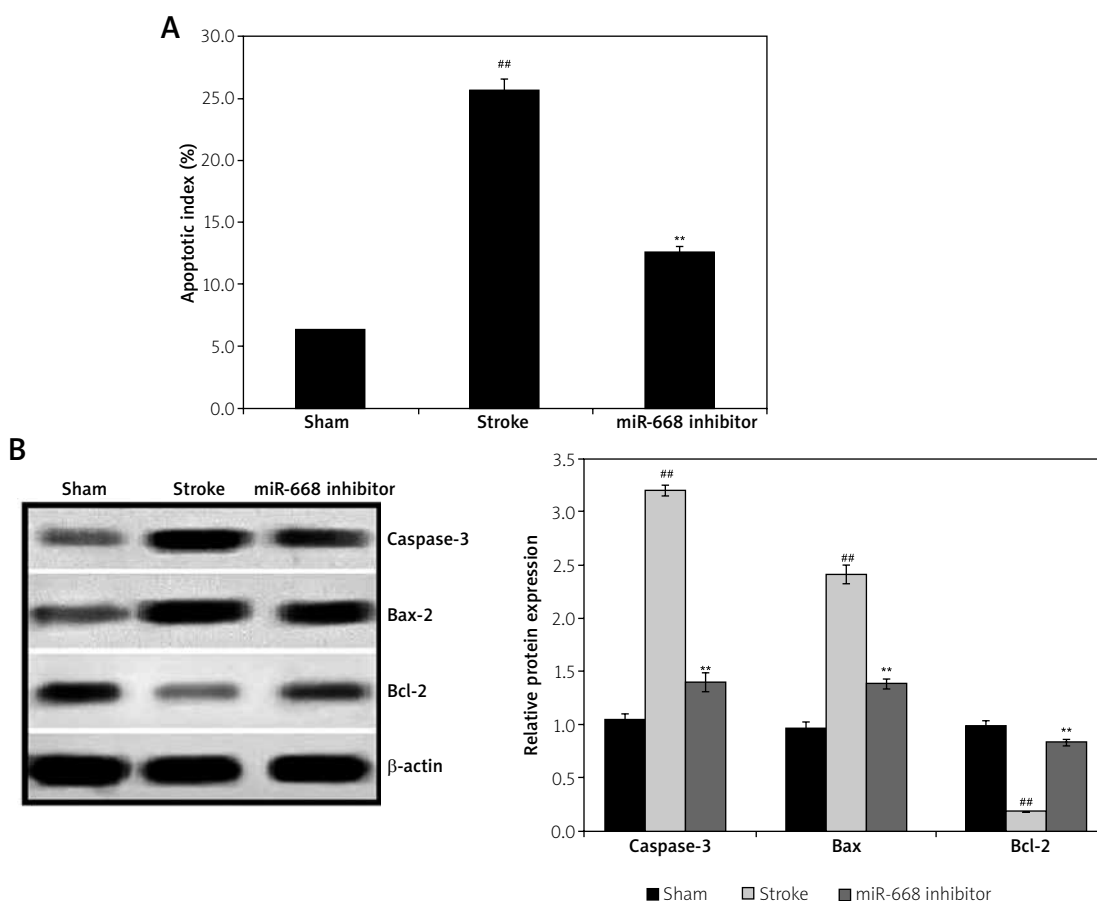 A
Apoptotic index (%)
30.0
25.0
20.0
15.0
10.0
5.0
0.0
##
**
Sham Stroke miR-668 inhibitor
B
Sham Stroke miR-668 inhibitor
Caspase-3
Bax-2
Bcl-2
β-actin
Relative protein expression
3.5
3.0
2.5
2.0
1.5
1.0
0.5
0.0
##
**
##
**
##
**
Caspase-3 Bax Bcl-2
Sham Stroke miR-668 inhibitor